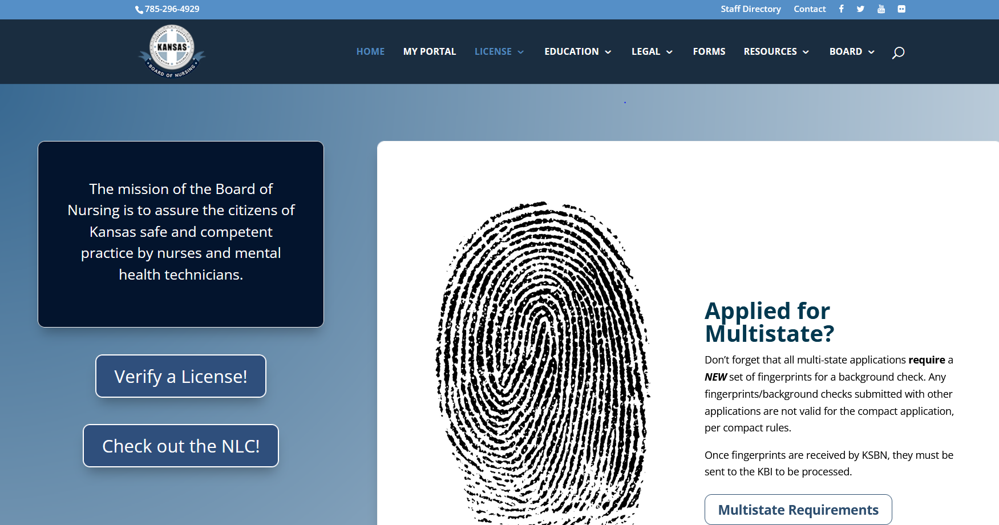 785-296-4929
Staff Directory Contact
KANSAS
BOARD OF NURSING
HOME MY PORTAL LICENSE EDUCATION LEGAL FORMS RESOURCES BOARD
The mission of the Board of
Nursing is to assure the citizens of
Kansas safe and competent
practice by nurses and mental
health technicians.
Verify a License!
Check out the NLC!
Applied for
Multistate?
Don’t forget that all multi-state applications require a
NEW set of fingerprints for a background check. Any
fingerprints/background checks submitted with other
applications are not valid for the compact application,
per compact rules.
Once fingerprints are received by KSBN, they must be
sent to the KBI to be processed.
Multistate Requirements